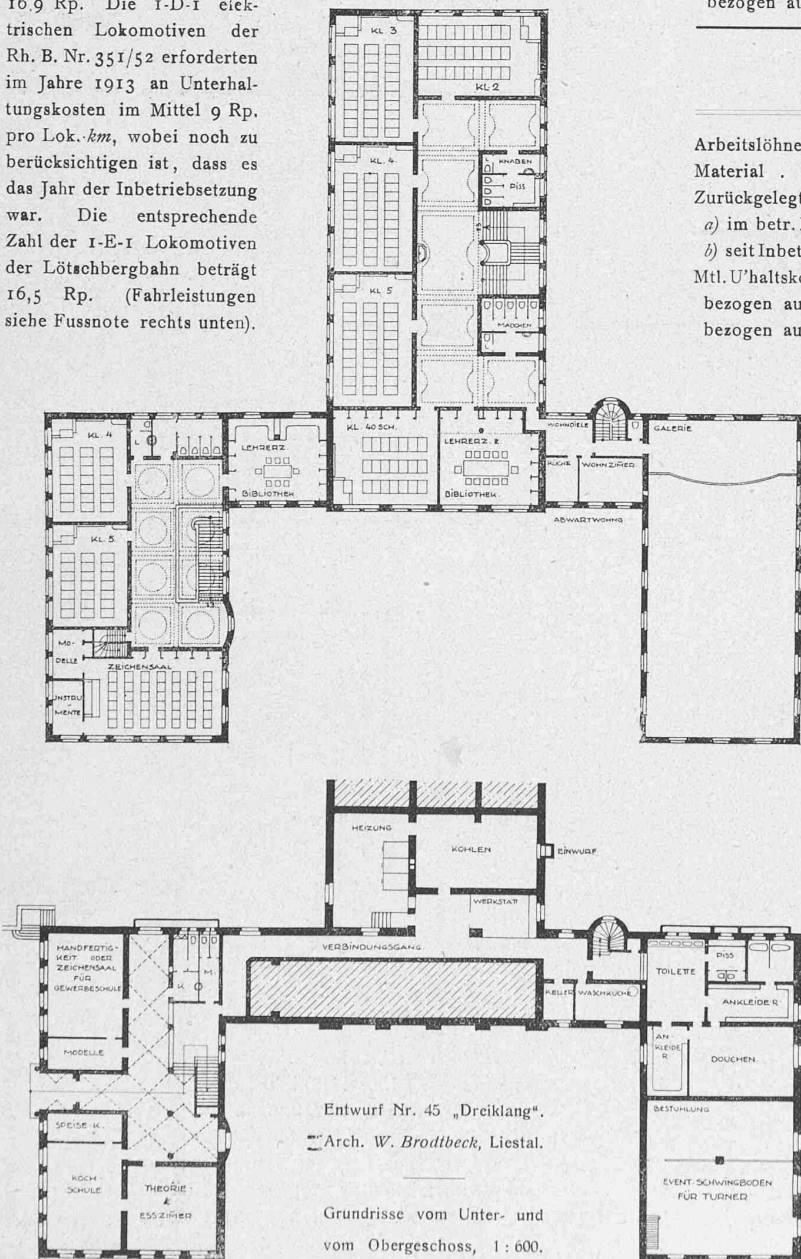 16,9 Rp. Die 1-D-1 elek-
trischen Lokomotiven der
Rh. B. Nr. 351/52 erforderten
im Jahre 1913 an Unterhal-
tungskosten im Mittel 9 Rp.
pro Lok.-km, wobei noch zu
berücksichtigen ist, dass es
das Jahr der Inbetriebsetzung
war. Die entsprechende
Zahl der 1-E-1 Lokomotiven
der Lötschbergbahn beträgt
16,5 Rp. (Fahrleistungen
siehe Fussnote rechts unten).
bezogen au
Arbeitslöhne
Material .
Zurückgelegt
a) im betr.
b) seit Inbet
Mtl. U'haltsko
bezogen au
bezogen au
KL. 3
KL. 2
KL. 4.
KNABEN
PISS
KL. 5
MÄDCHEN
L
KL. 4
L
LEHRERZ.
BIBLIOTHEK
KL. 40 SCH.
LEHRERZ. &
BIBLIOTHEK.
WOHNDIELE
KÜCHE
WOHNZIMER
ABWARTWOHNG
GALERIE
KL. 5.
MO-
DELLE
ZEICHENSAAL
INSTRU
MENTE
HEIZUNG
KOHLEN
EINWURF
WERKSTATT
VERBINDUNGSGANG
HANDFERTIG-
KEIT ODER
ZEICHENSAAL
FÜR
GEWERBESCHULE
K.
M.
MODELLE
KELLER
WASCHKÜCHE
TOILETTE
PISS
ANKLEIDER
AN-
KLEIDE
R
DOUCHEN
SPEISE-K.
KOCH-
SCHULE
THEORIE-
&
ESSZIMER
BESTUHLUNG
EVENT. SCHWINGBODEN
FÜR TURNER
Entwurf Nr. 45 „Dreiklang“.
Arch. W. Brodtbeck, Liestal.
Grundrisse vom Unter- und
vom Obergeschoss, 1 : 600.